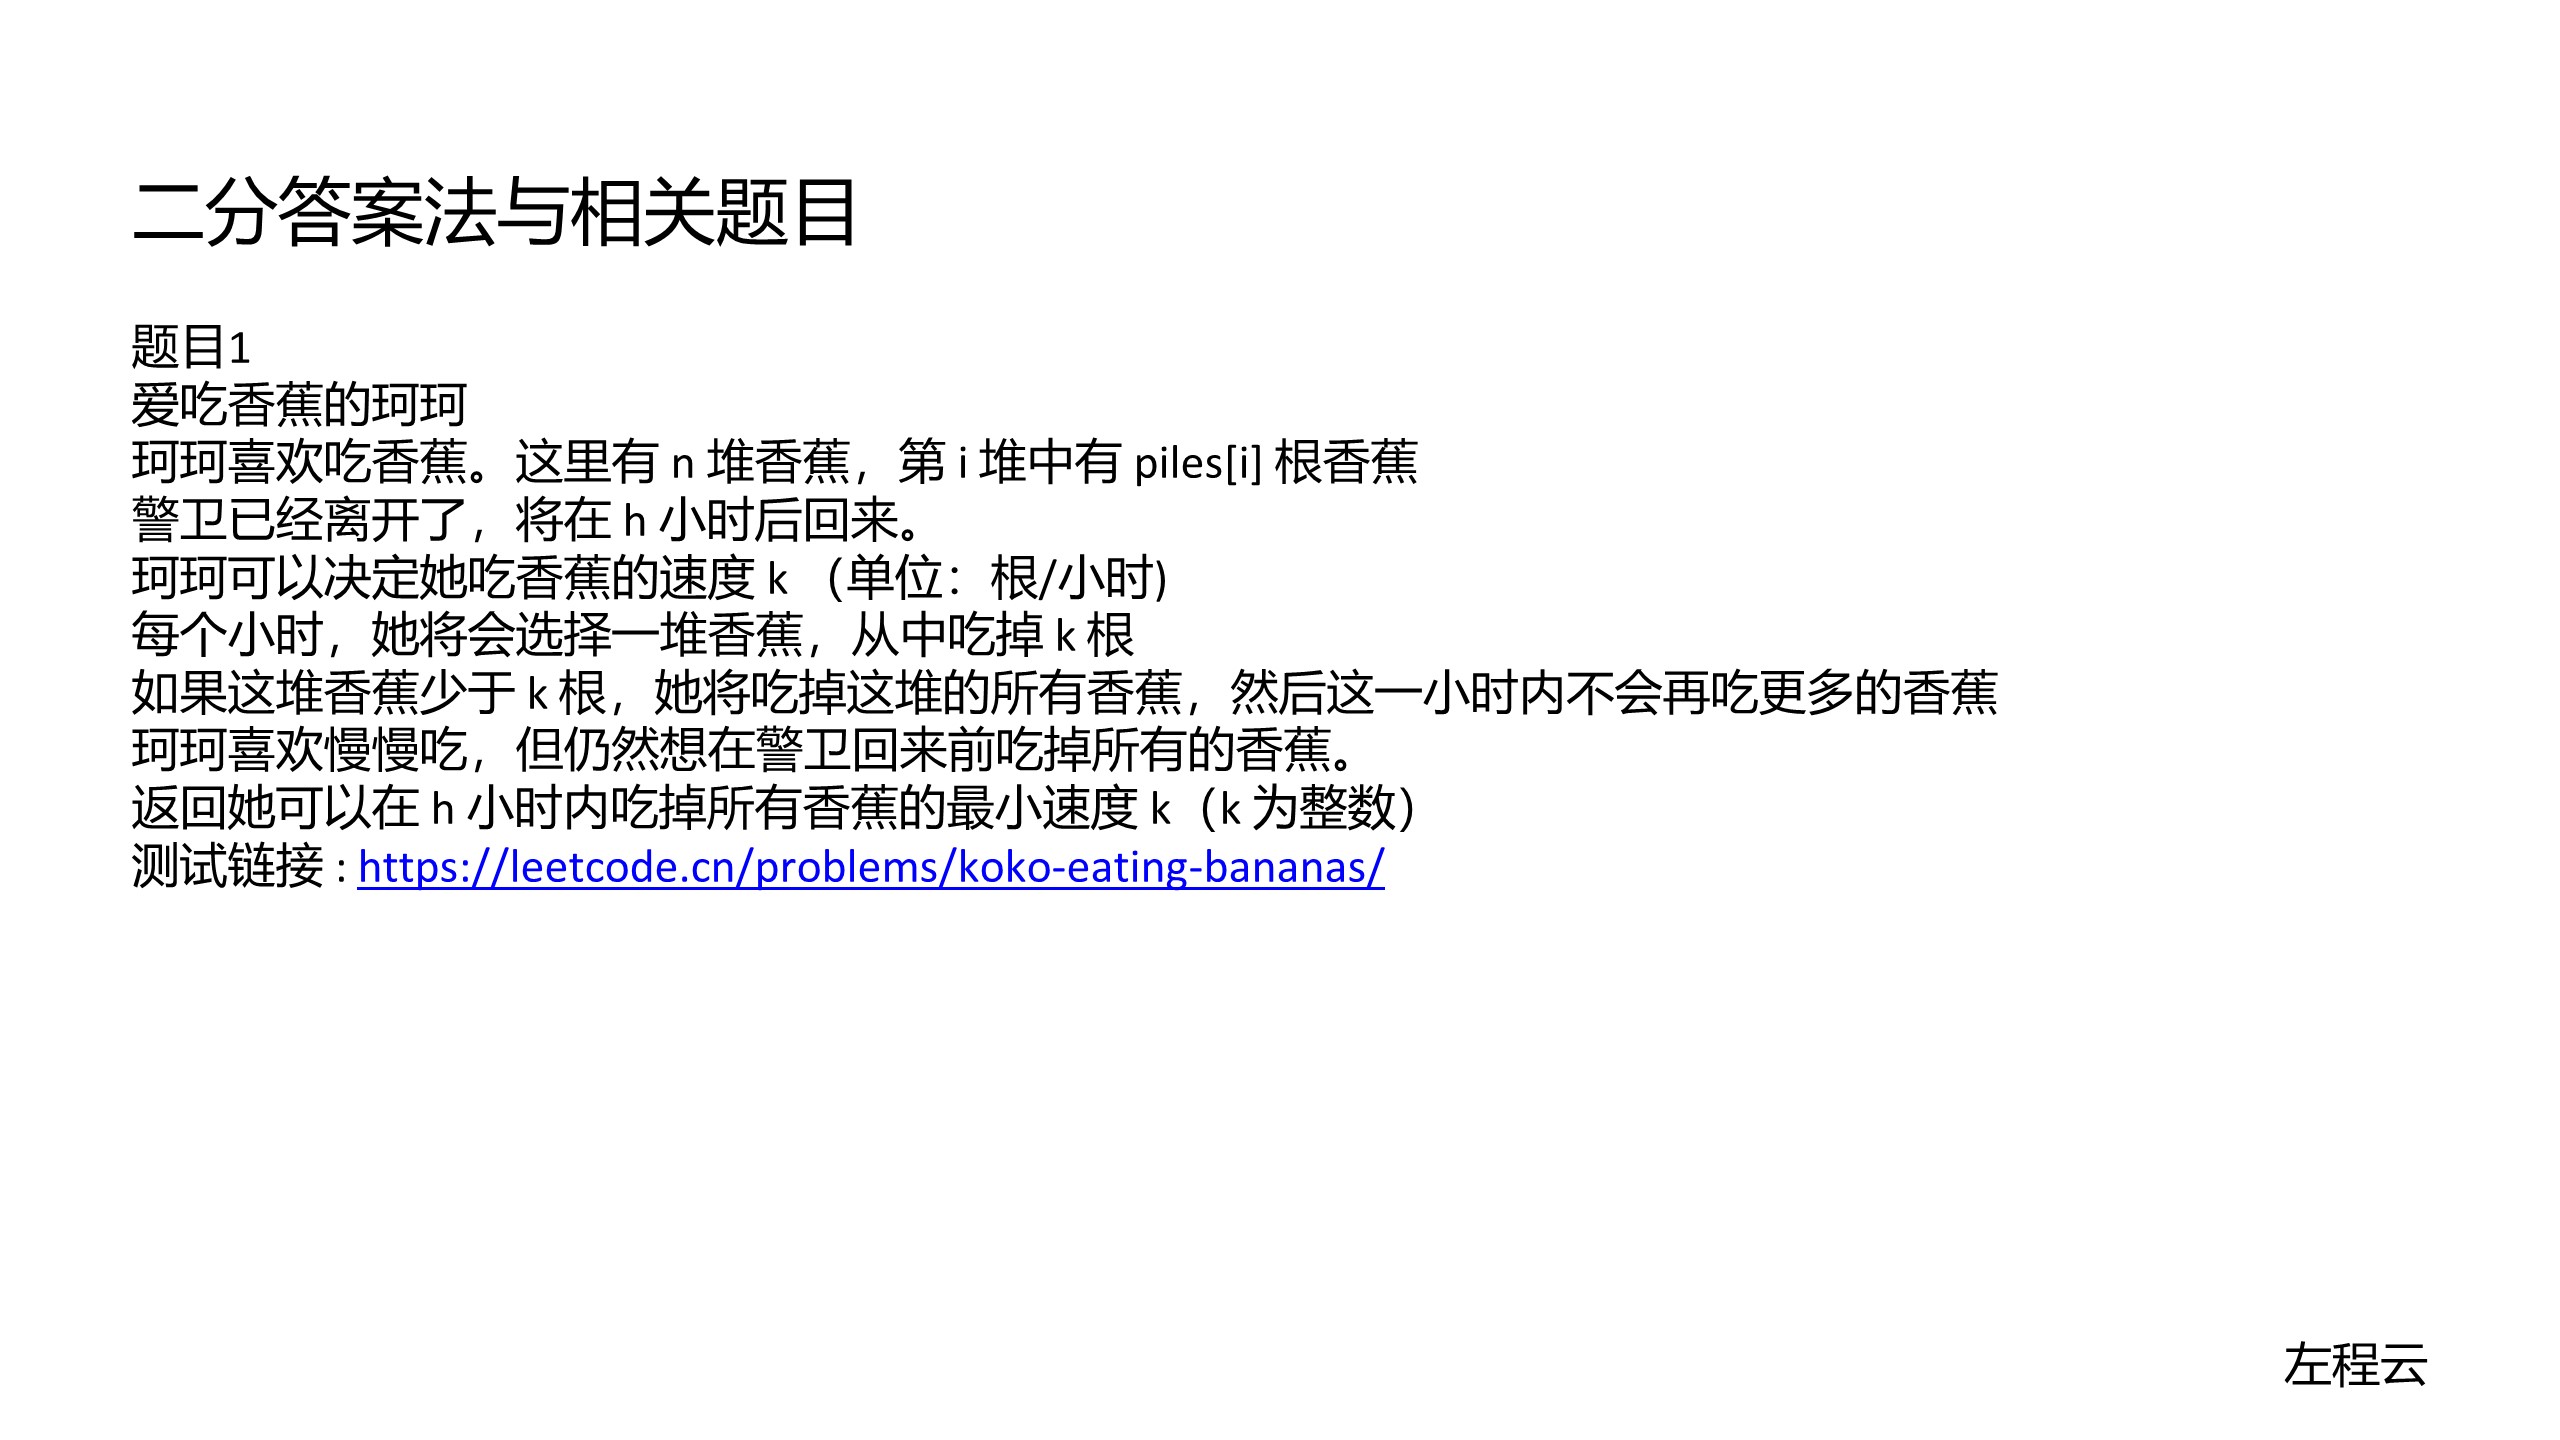 二分答案法与相关题目
题目1
爱吃香蕉的珂珂
珂珂喜欢吃香蕉。这里有 n 堆香蕉，第 i 堆中有 piles[i] 根香蕉
警卫已经离开了，将在 h 小时后回来。
珂珂可以决定她吃香蕉的速度 k （单位：根/小时)
每个小时，她将会选择一堆香蕉，从中吃掉 k 根
如果这堆香蕉少于 k 根，她将吃掉这堆的所有香蕉，然后这一小时内不会再吃更多的香蕉
珂珂喜欢慢慢吃，但仍然想在警卫回来前吃掉所有的香蕉。
返回她可以在 h 小时内吃掉所有香蕉的最小速度 k（k 为整数）
测试链接 : https://leetcode.cn/problems/koko-eating-bananas/
左程云